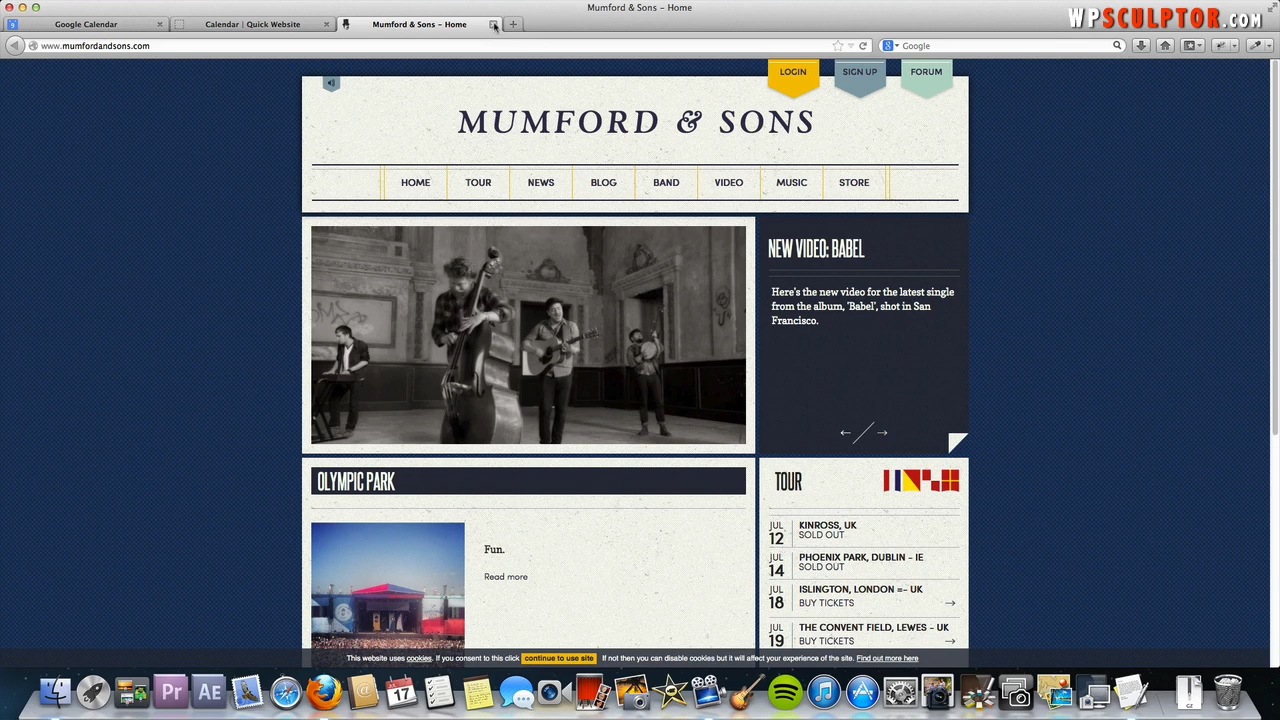 Mumford & Sons – Home
Google Calendar
Calendar | Quick Website
Mumford & Sons – Home
WPSCULPTOR.COM
www.mumfordandsons.com
Google
LOGIN
SIGN UP
FORUM
MUMFORD & SONS
HOME
TOUR
NEWS
BLOG
BAND
VIDEO
MUSIC
STORE
NEW VIDEO: BABEL
Here's the new video for the latest single
from the album, 'Babel', shot in San
Francisco.
OLYMPIC PARK
Fun.
Read more
TOUR
JUL
12
KINROSS, UK
SOLD OUT
JUL
14
PHOENIX PARK, DUBLIN – IE
SOLD OUT
JUL
18
ISLINGTON, LONDON =– UK
BUY TICKETS
JUL
19
THE CONVENT FIELD, LEWES – UK
BUY TICKETS
This website uses cookies. If you consent to this click continue to use site If not then you can disable cookies but it will affect your experience of the site. Find out more here
Pr
AE
17